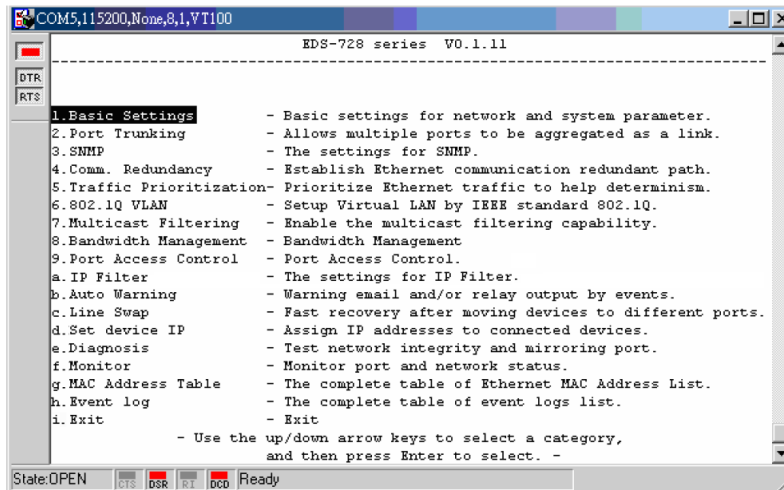 COM5,115200,None,8,1,VT100
EDS-728 series V0.1.11
--------------------------------------------------------------------------------
DTR
RTS
1.Basic Settings - Basic settings for network and system parameter.
2.Port Trunking - Allows multiple ports to be aggregated as a link.
3.SNMP - The settings for SNMP.
4.Comm. Redundancy - Establish Ethernet communication redundant path.
5.Traffic Prioritization- Prioritize Ethernet traffic to help determinism.
6.802.1Q VLAN - Setup Virtual LAN by IEEE standard 802.1Q.
7.Multicast Filtering - Enable the multicast filtering capability.
8.Bandwidth Management - Bandwidth Management
9.Port Access Control - Port Access Control.
a.IP Filter - The settings for IP Filter.
b.Auto Warning - Warning email and/or relay output by events.
c.Line Swap - Fast recovery after moving devices to different ports.
d.Set device IP - Assign IP addresses to connected devices.
e.Diagnosis - Test network integrity and mirroring port.
f.Monitor - Monitor port and network status.
g.MAC Address Table - The complete table of Ethernet MAC Address List.
h.Event log - The complete table of event logs list.
i.Exit - Exit
- Use the up/down arrow keys to select a category,
and then press Enter to select. -
State:OPEN CTS DSR RI DCD Ready